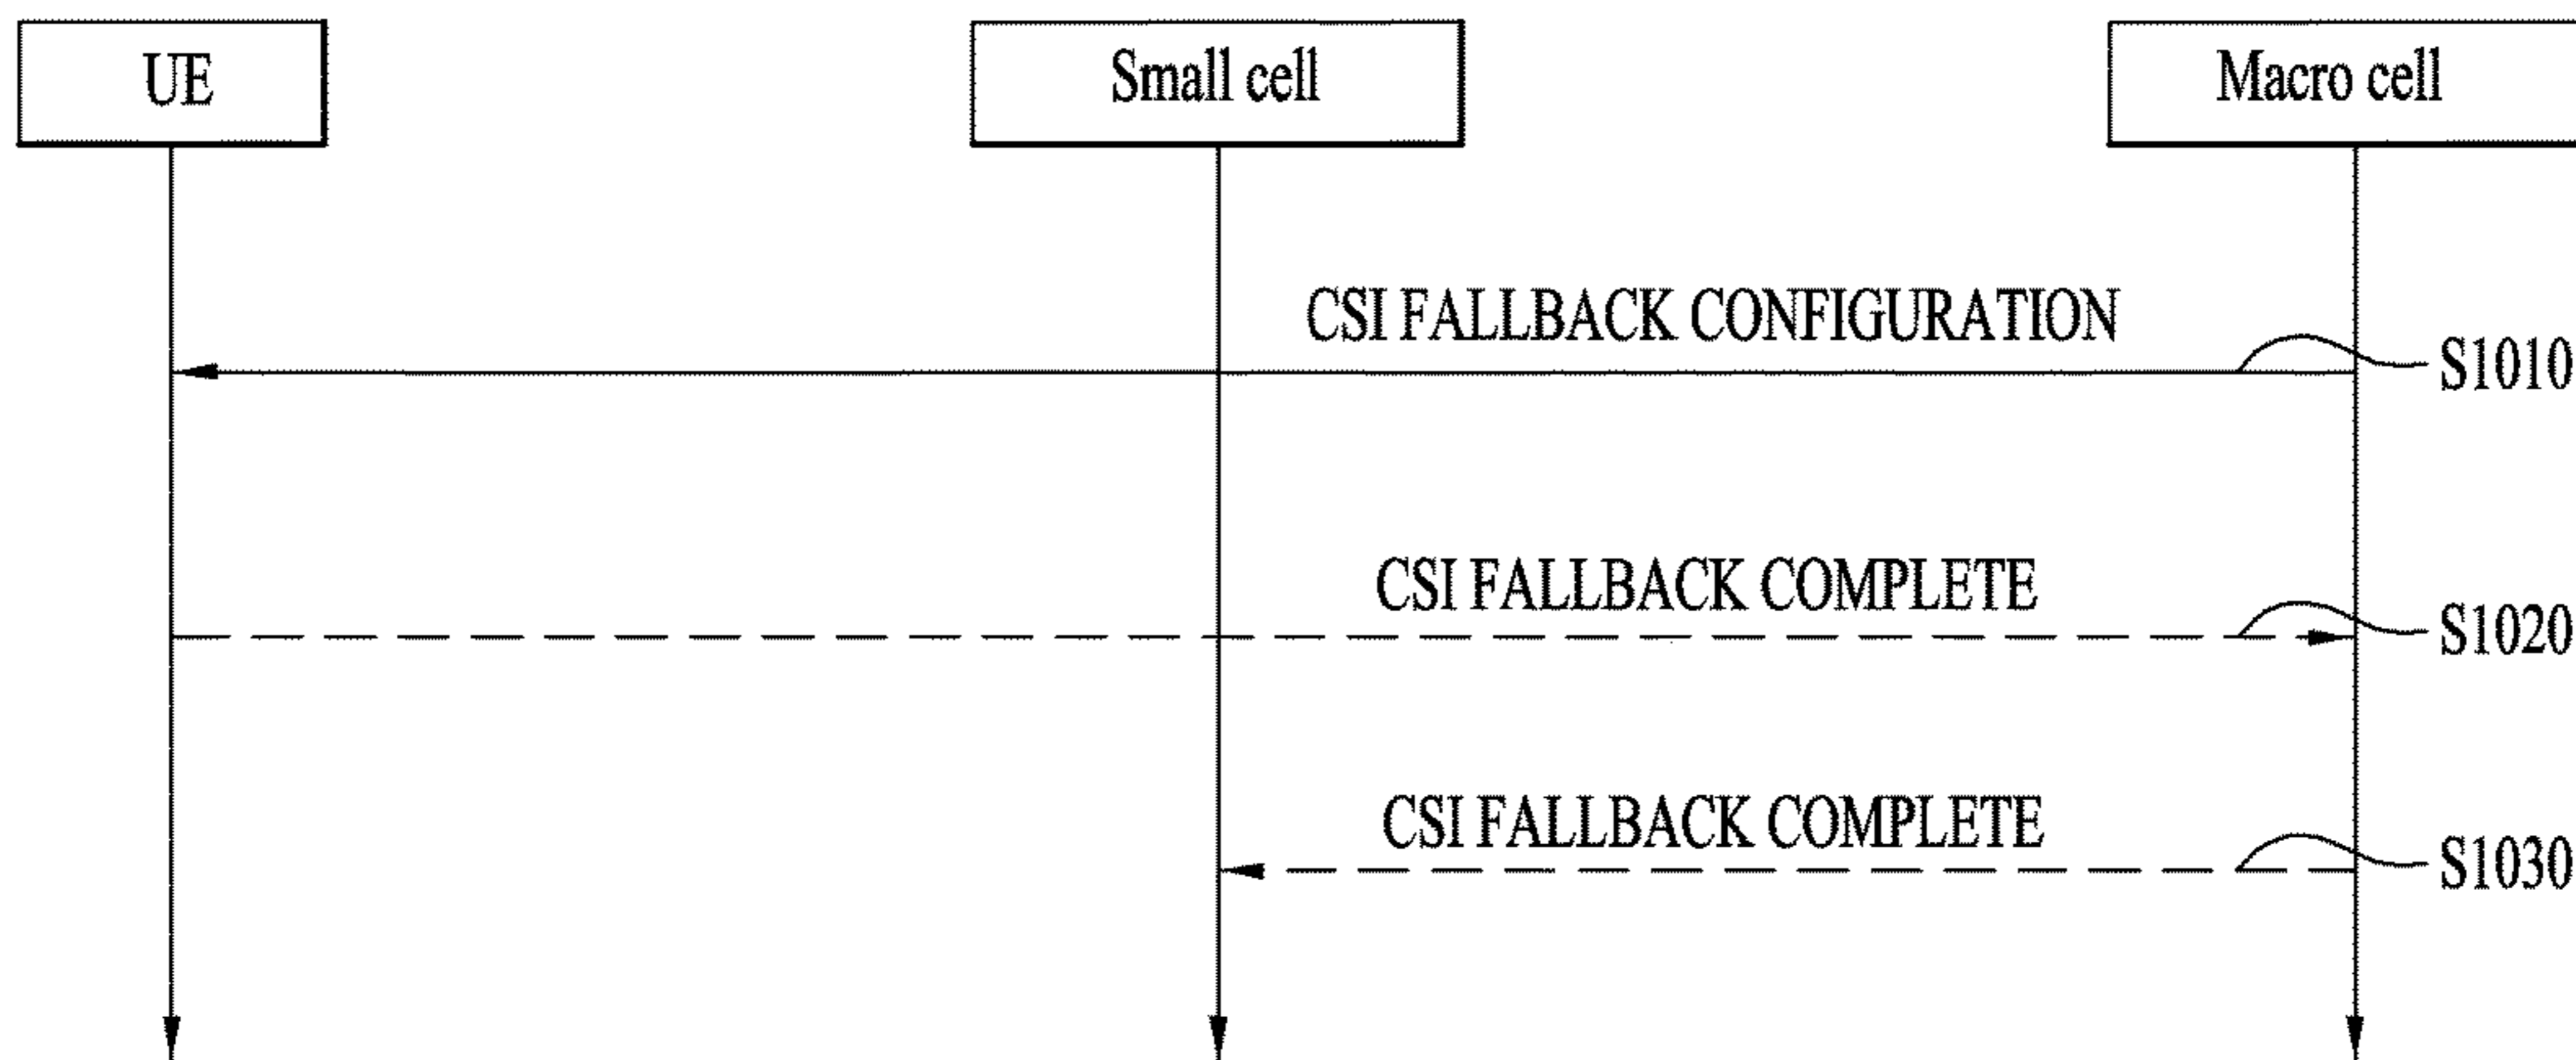 UE
Small cell
Macro cell
CSI FALLBACK CONFIGURATION
S1010
CSI FALLBACK COMPLETE
S1020
CSI FALLBACK COMPLETE
S1030